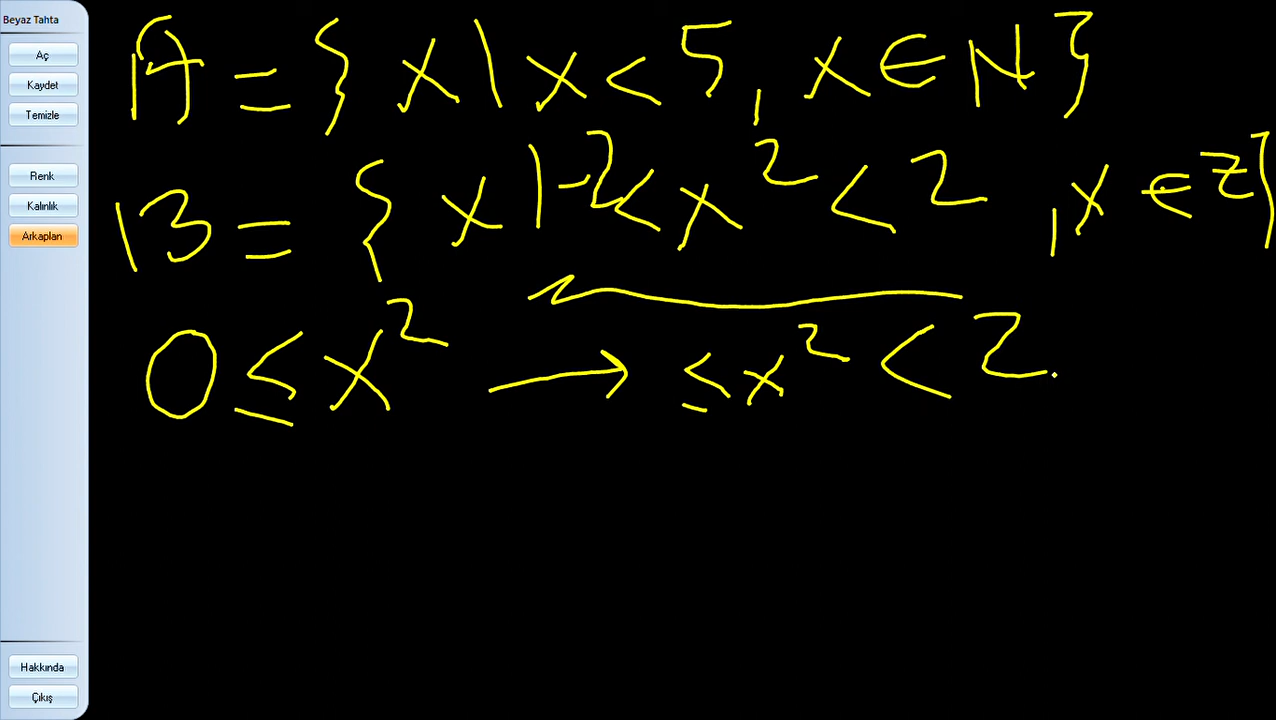 Beyaz Tahta
Aç
Kaydet
Temizle
Renk
Kalınlık
Arkaplan
Hakkında
Çıkış
A = { x | x < 5, x ∈ N }
B = { x | -2 < x² < 2, x ∈ Z }
0 ≤ x² → ≤ x² < 2